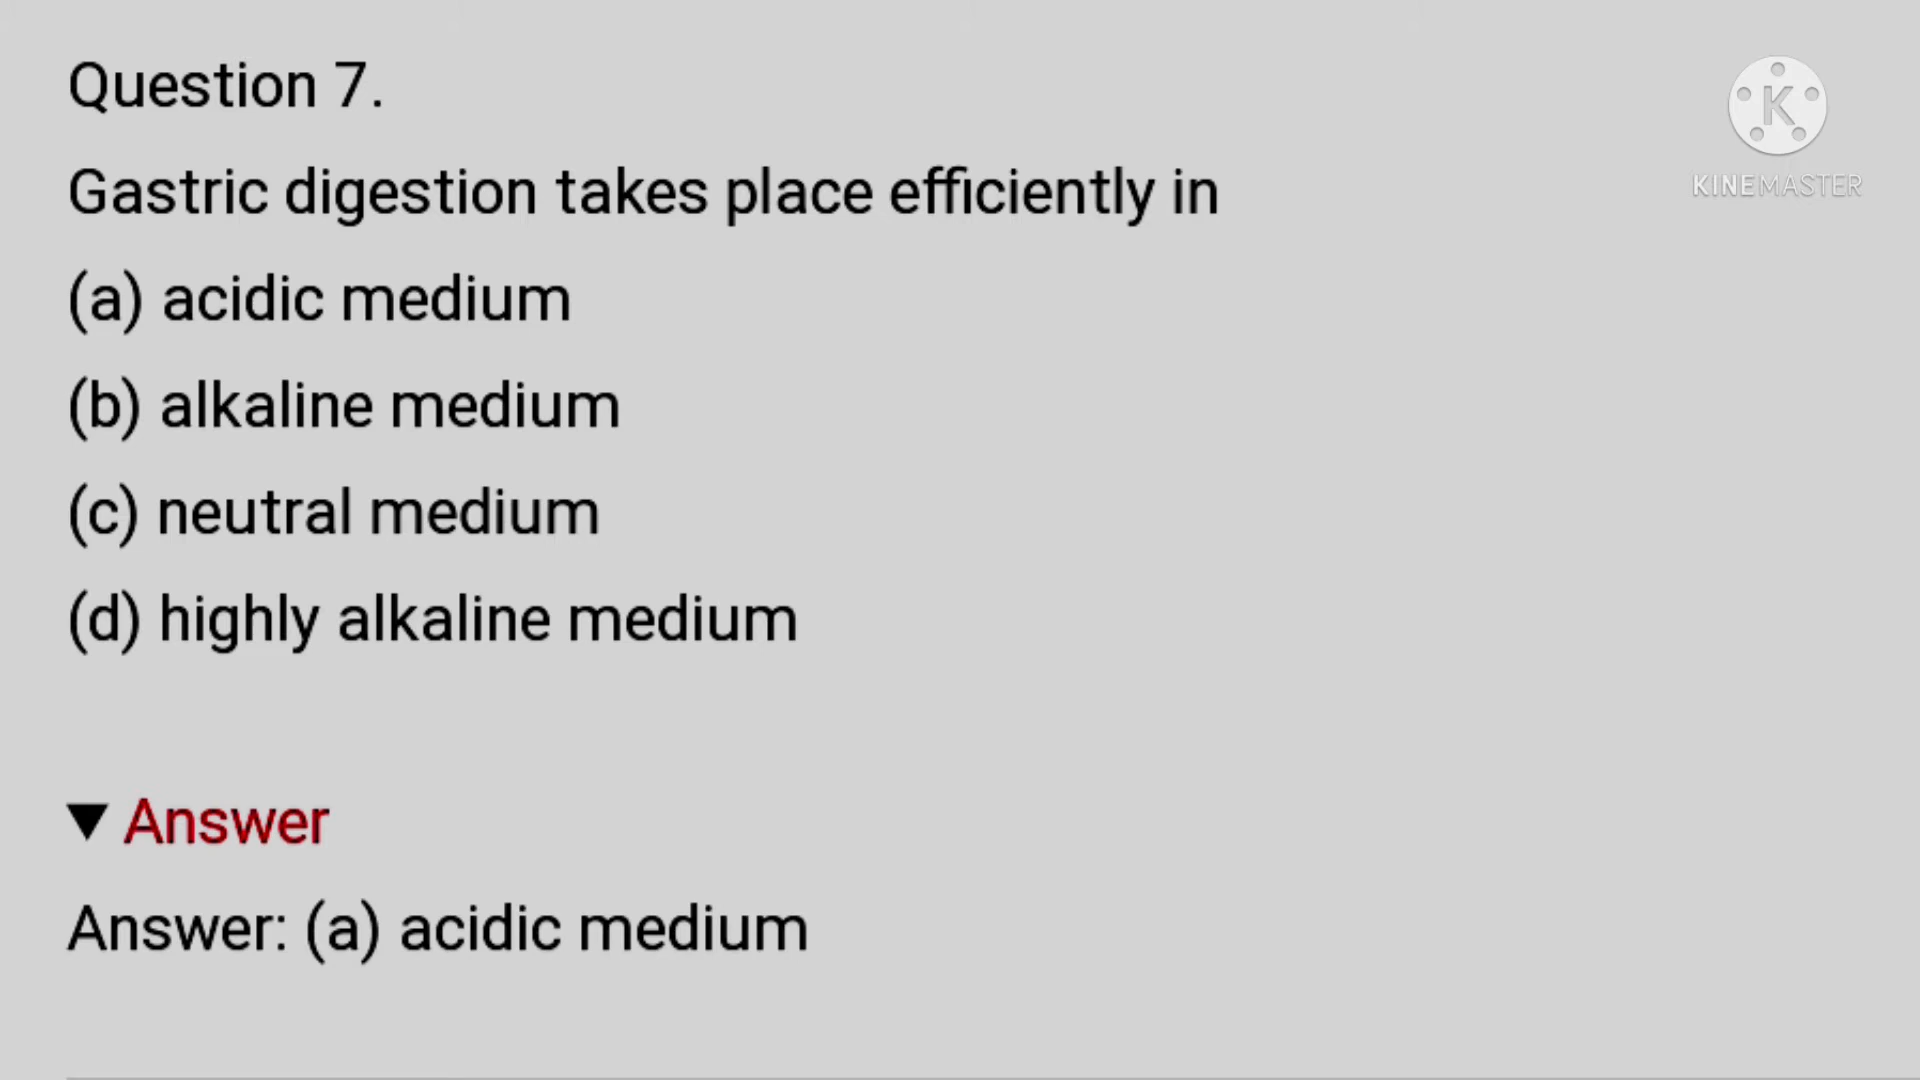 Question 7.
Gastric digestion takes place efficiently in
(a) acidic medium
(b) alkaline medium
(c) neutral medium
(d) highly alkaline medium
▼ Answer
Answer: (a) acidic medium
K
KINEMASTER